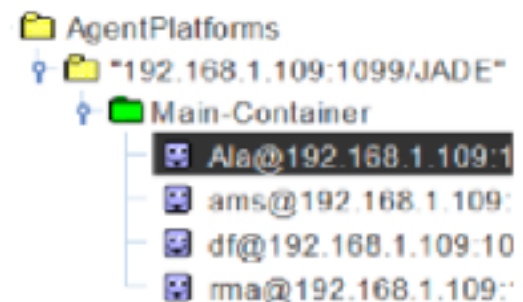 AgentPlatforms
"192.168.1.109:1099/JADE"
Main-Container
Ala@192.168.1.109:1
ams@192.168.1.109:
df@192.168.1.109:10
rma@192.168.1.109: